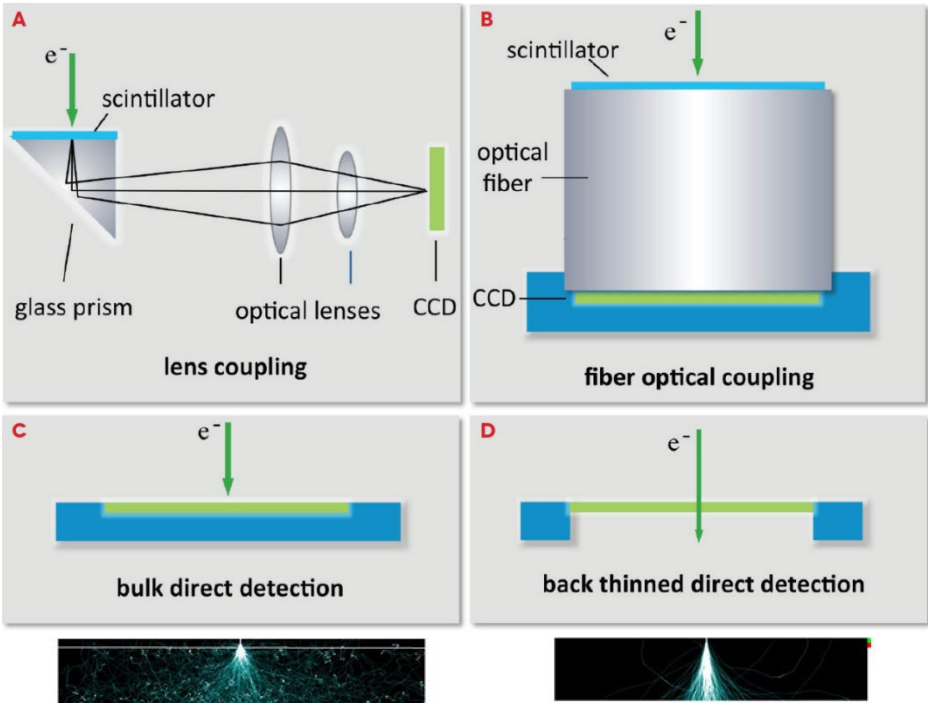 A
e⁻
scintillator
glass prism
optical lenses
CCD
lens coupling
B
e⁻
scintillator
optical
fiber
CCD
fiber optical coupling
C
e⁻
bulk direct detection
D
e⁻
back thinned direct detection